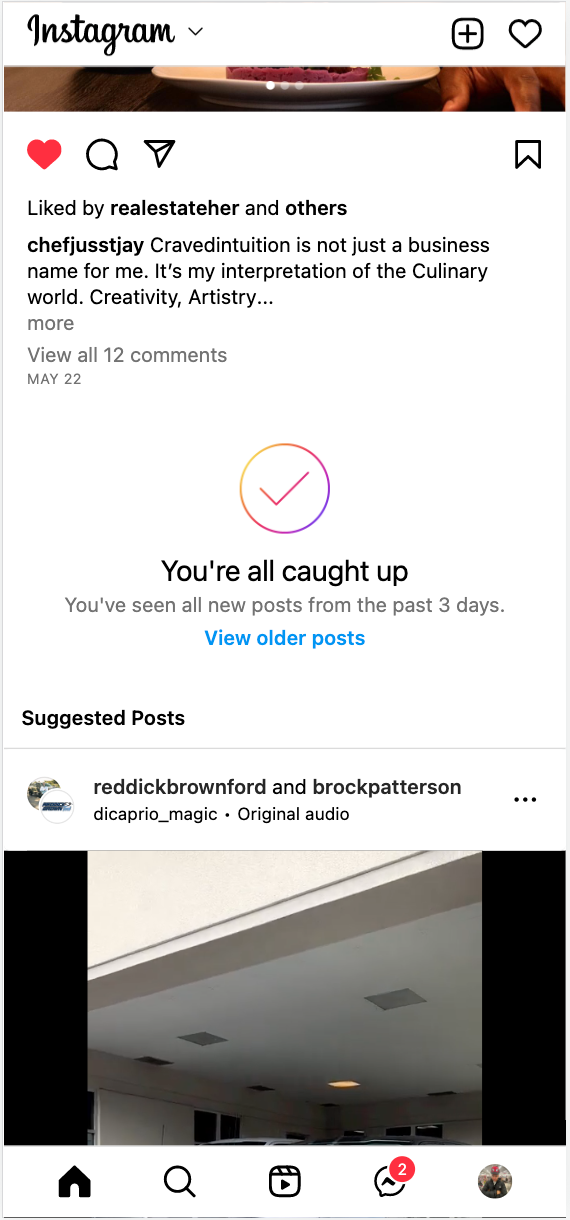 Instagram
Liked by realestateher and others
chefjusstjay Cravedintuition is not just a business
name for me. It’s my interpretation of the Culinary
world. Creativity, Artistry...
more
View all 12 comments
MAY 22
You're all caught up
You've seen all new posts from the past 3 days.
View older posts
Suggested Posts
reddickbrownford and brockpatterson
dicaprio_magic • Original audio
2